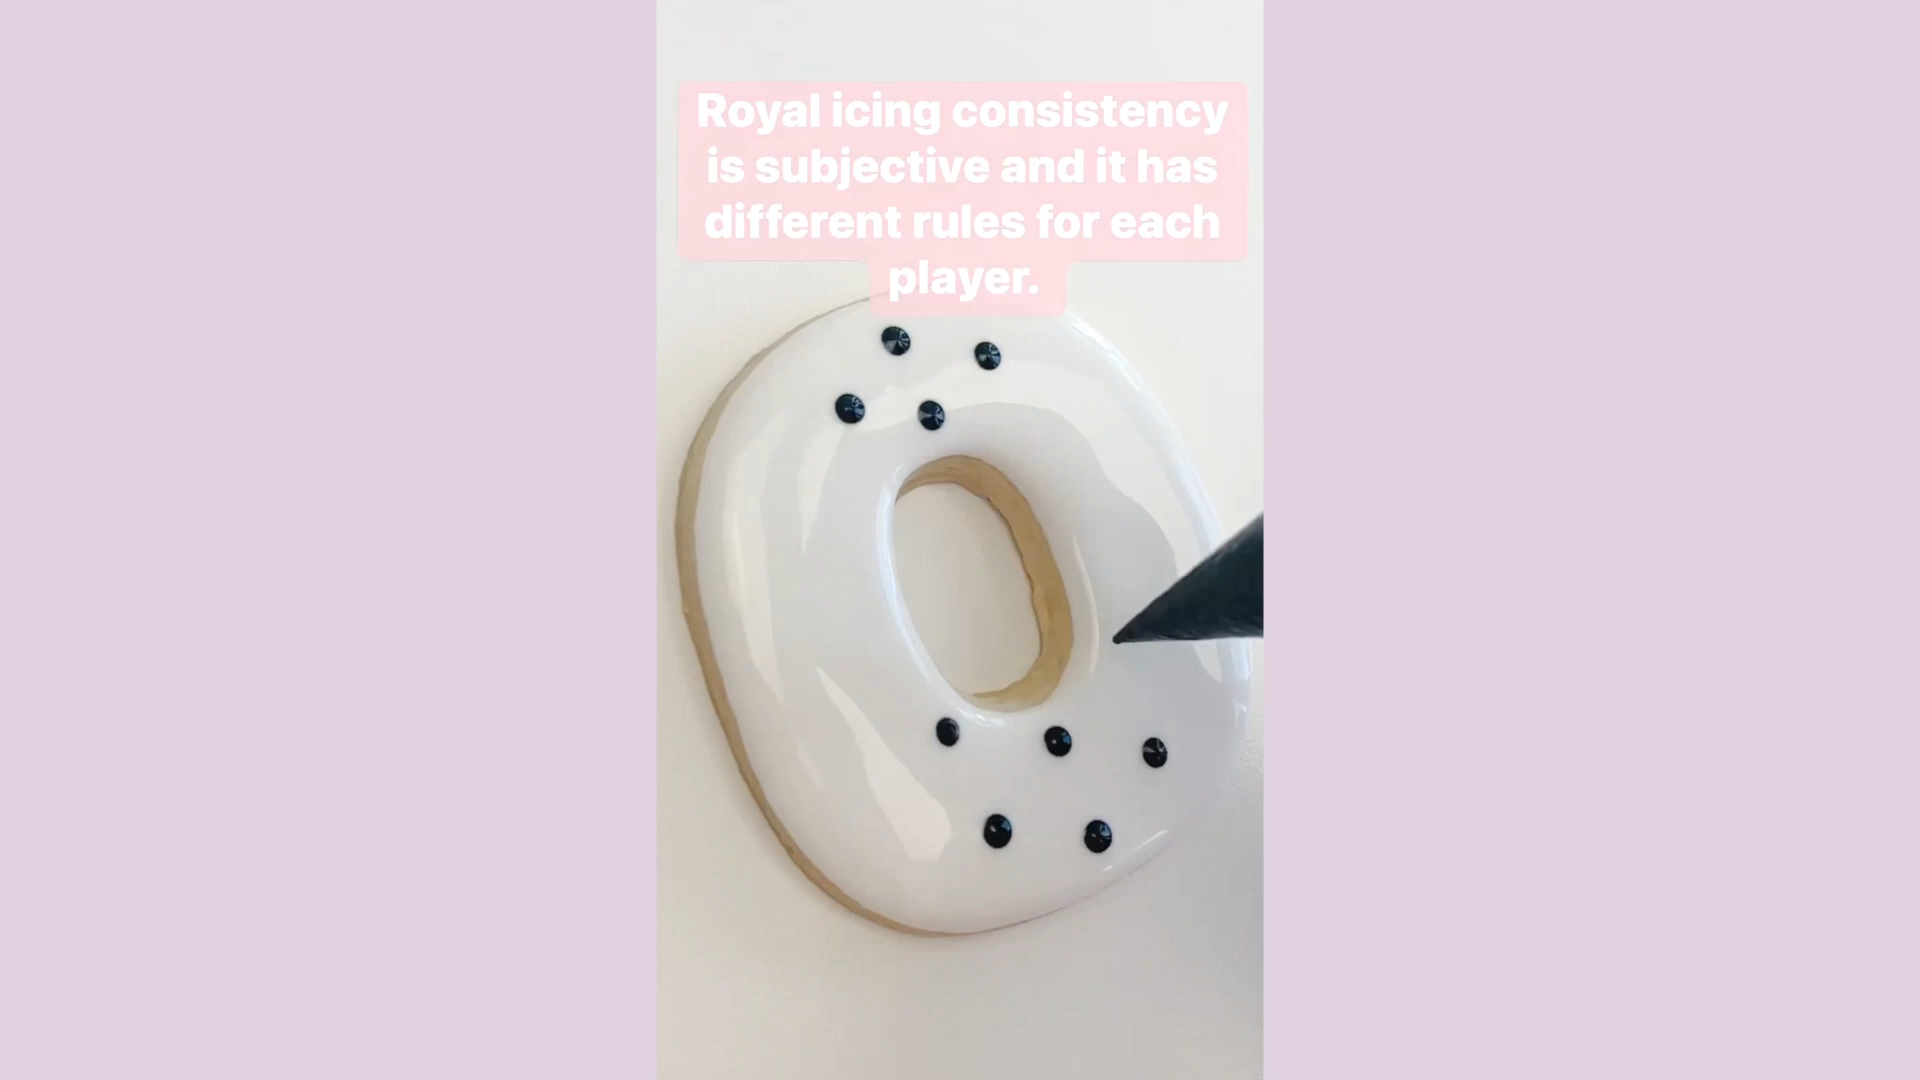 Royal icing consistency
is subjective and it has
different rules for each
player.